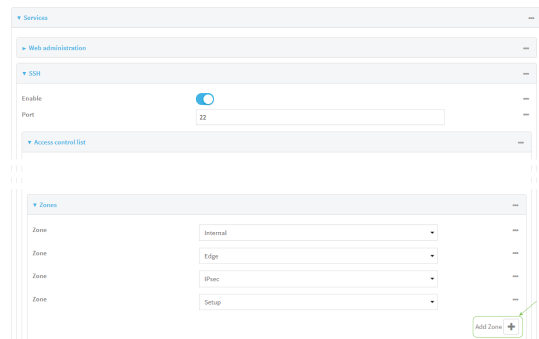 Services
Web administration
SSH
Enable
Port 22
Access control list
Zones
Zone Internal
Zone Edge
Zone IPsec
Zone Setup
Add Zone